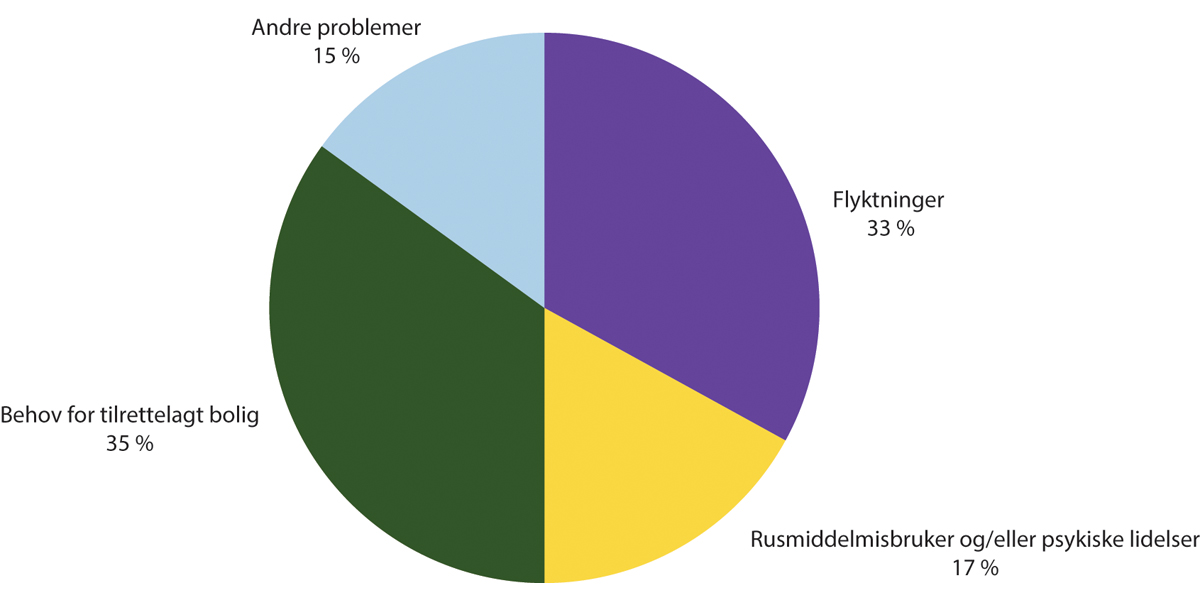 Andre problemer
15 %
Flyktninger
33 %
Behov for tilrettelagt bolig
35 %
Rusmiddelmisbruker og/eller psykiske lidelser
17 %